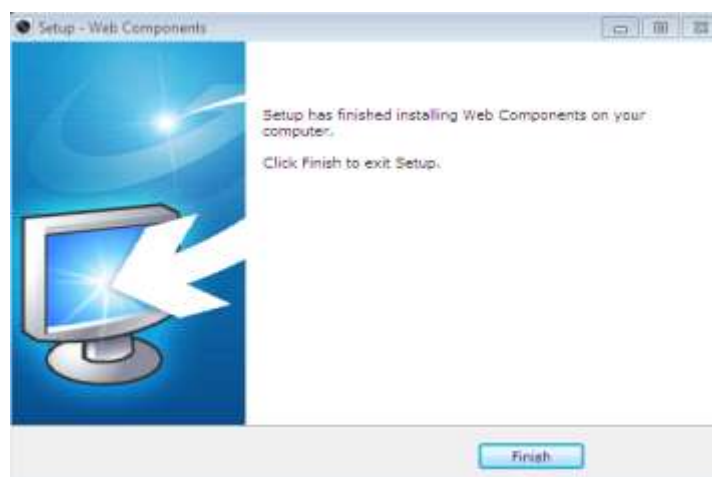 Setup - Web Components
Setup has finished installing Web Components on your
computer.
Click Finish to exit Setup.
Finish